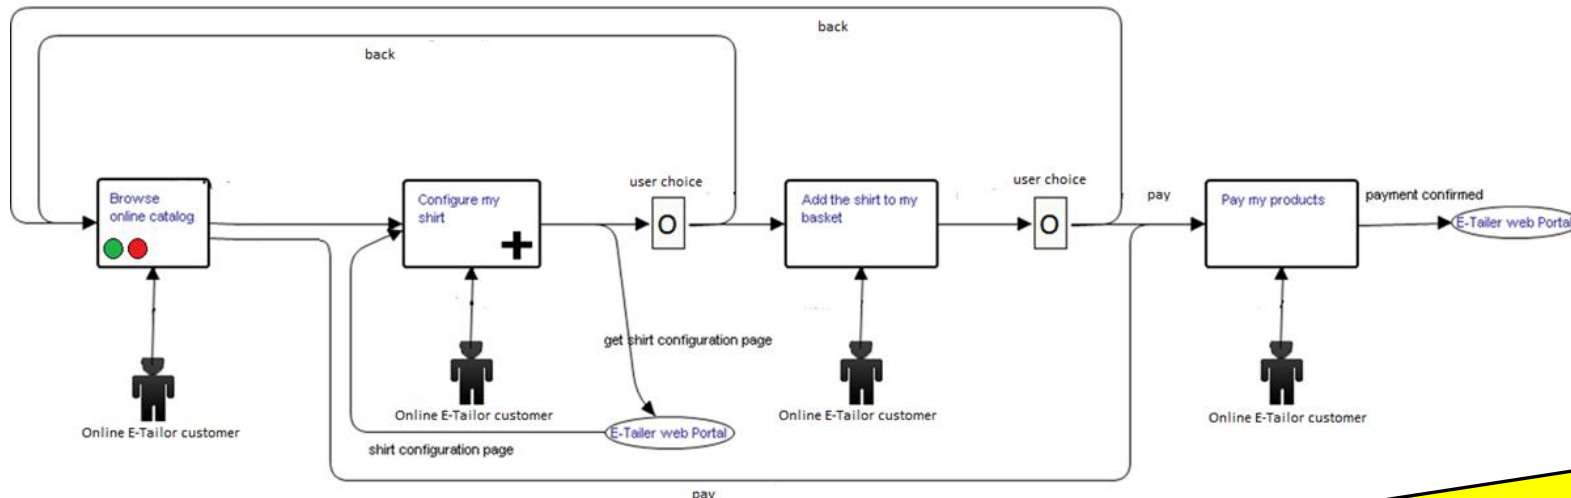 back
back
user choice
user choice
Browse
online catalog
Configure my
shirt
O
Add the shirt to my
basket
O
pay
Pay my products
payment confirmed
E-Tailer web Portal
get shirt configuration page
Online E-Tailor customer
Online E-Tailor customer
Online E-Tailor customer
Online E-Tailor customer
E-Tailer web Portal
shirt configuration page
pay